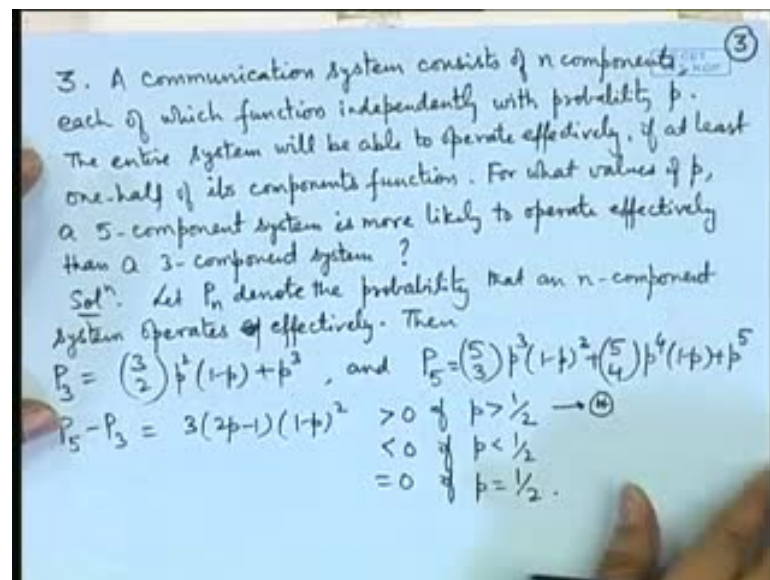 3
3. A communication system consists of n components,
each of which function independently with probability p.
The entire system will be able to operate effectively, if at least
one-half of its components function. For what values of p,
a 5-component system is more likely to operate effectively
than a 3-component system ?
Solⁿ. Let Pₙ denote the probability that an n-component
system operates effectively. Then
P₃ = (3 2) p²(1-p) + p³ , and P₅ = (5 3) p³(1-p)² + (5 4) p⁴(1-p) + p⁵
P₅ - P₃ = 3(2p-1)(1-p)² > 0 if p > 1/2 → *
< 0 if p < 1/2
= 0 if p = 1/2 .